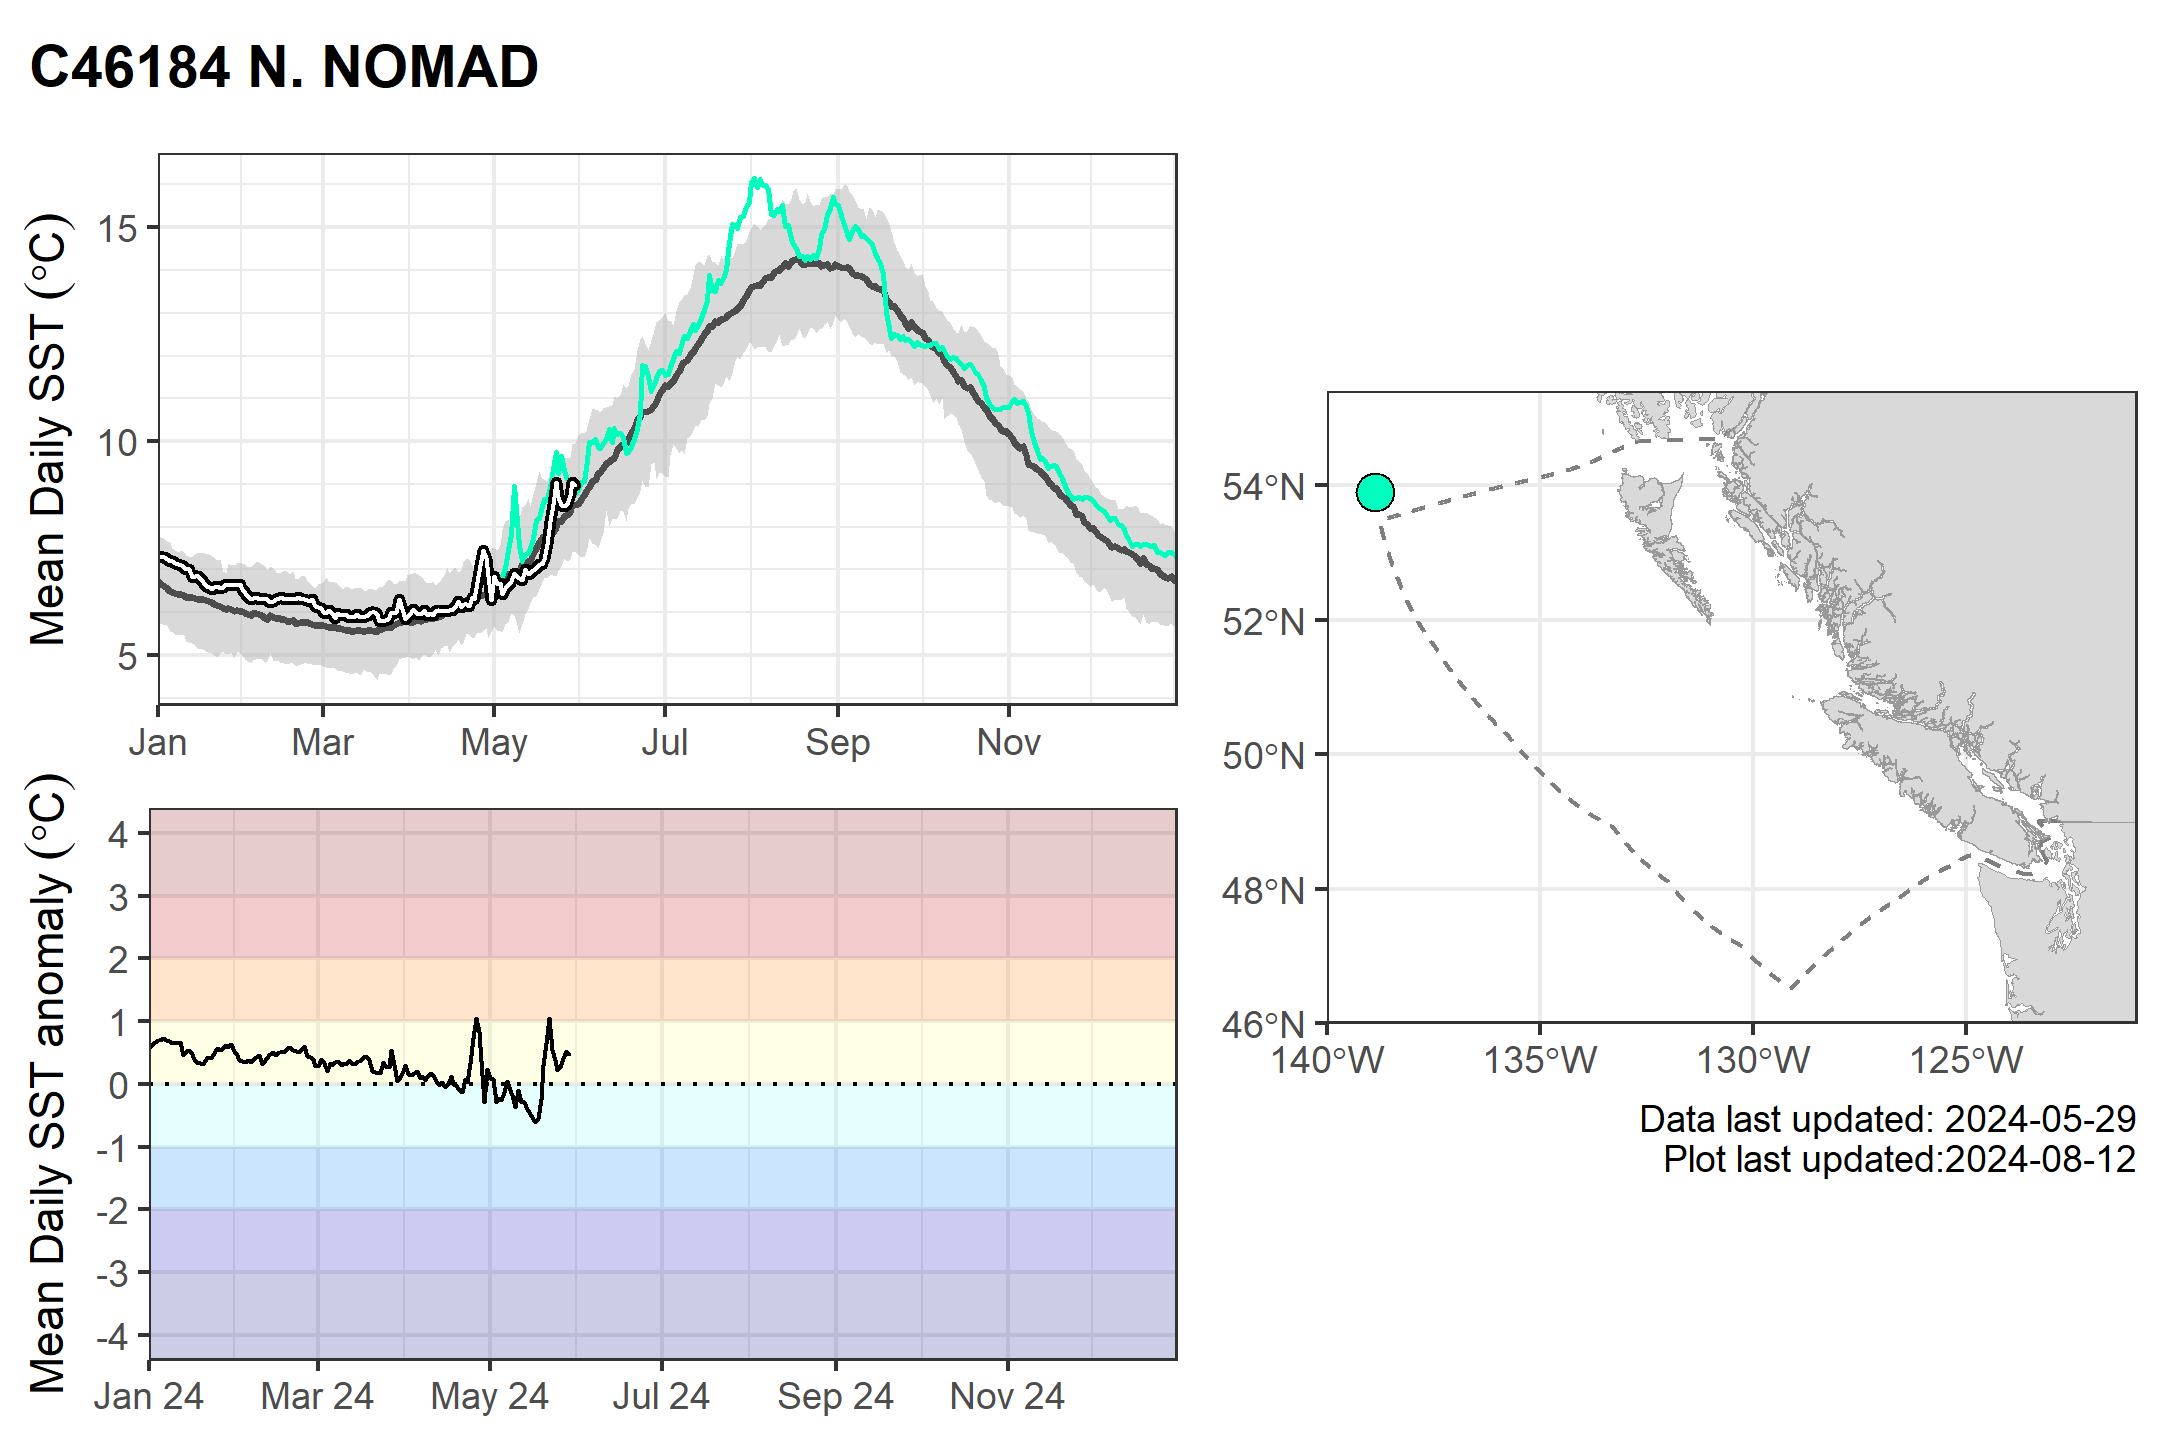 C46184 N. NOMAD
Mean Daily SST (°C)
15
10
5
Jan
Mar
May
Jul
Sep
Nov
Mean Daily SST anomaly (°C)
4
3
2
1
0
-1
-2
-3
-4
Jan 24
Mar 24
May 24
Jul 24
Sep 24
Nov 24
54°N
52°N
50°N
48°N
46°N
140°W
135°W
130°W
125°W
Data last updated: 2024-05-29
Plot last updated:2024-08-12